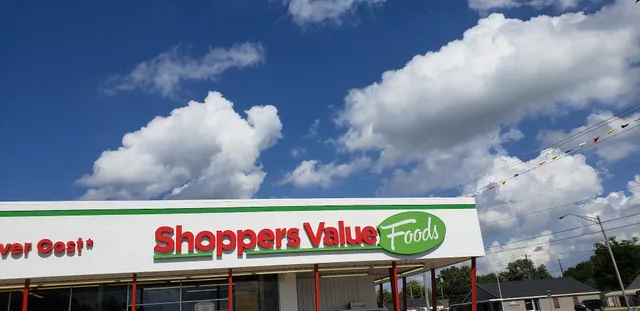 ver Cost*
Shoppers Value Foods